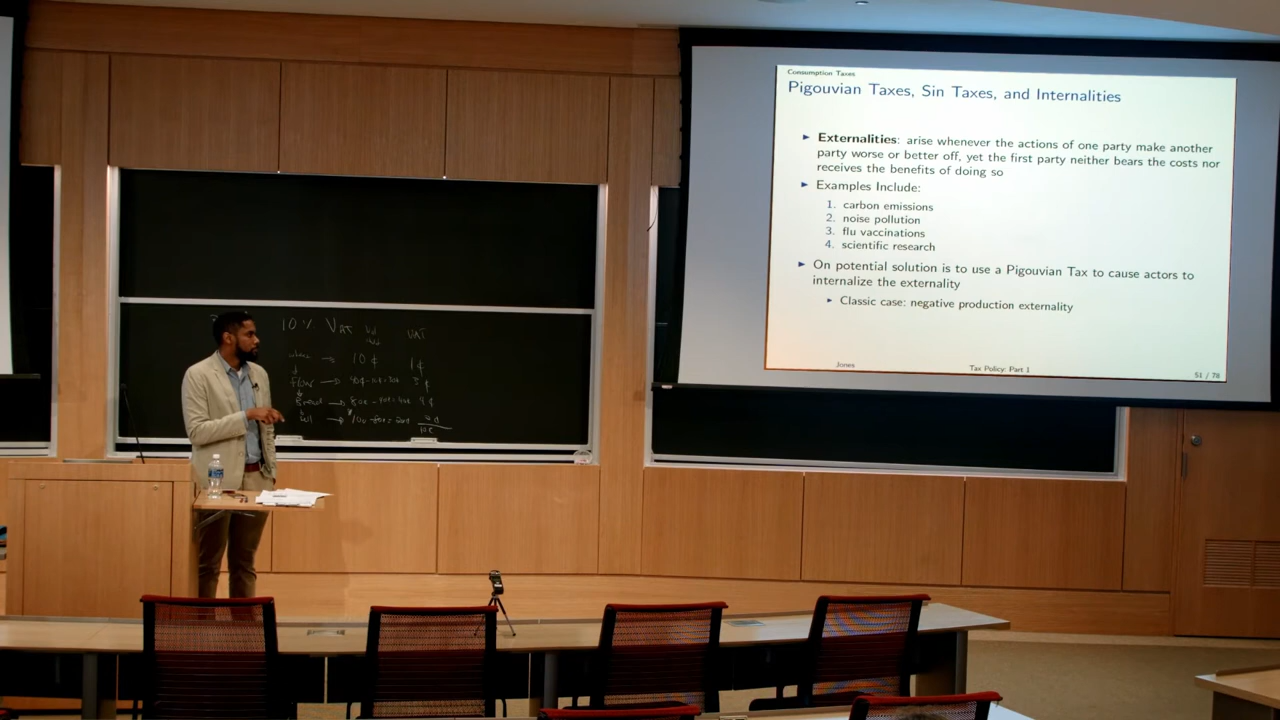 Consumption Taxes
Pigouvian Taxes, Sin Taxes, and Internalities
► Externalities: arise whenever the actions of one party make another
party worse or better off, yet the first party neither bears the costs nor
receives the benefits of doing so
► Examples Include:
1. carbon emissions
2. noise pollution
3. flu vaccinations
4. scientific research
► On potential solution is to use a Pigouvian Tax to cause actors to
internalize the externality
► Classic case: negative production externality
Jones
Tax Policy: Part 1
51 / 78
10% VAT VAT
→ 10¢ 1¢